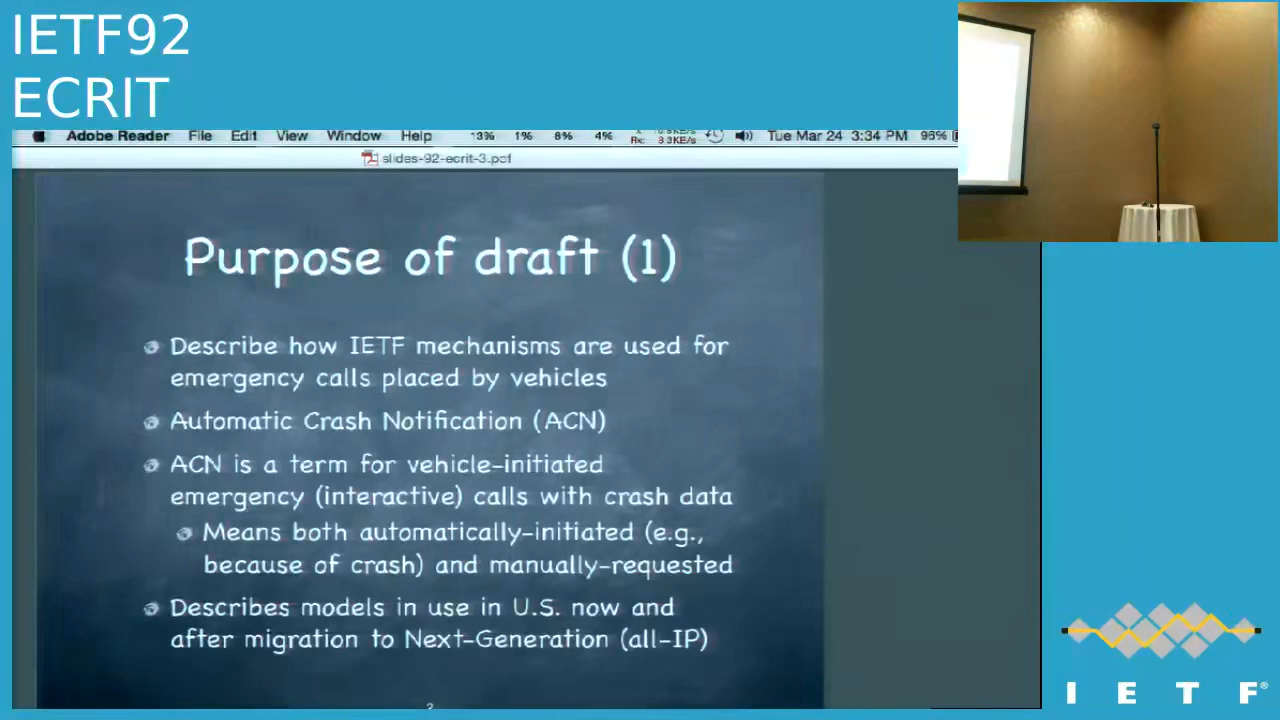 IETF92
ECRIT
Adobe Reader File Edit View Window Help 13% 1% 8% 4% 3.3KE/s Tue Mar 24 3:34 PM 96%
slides-92-ecrit-3.pdf
Purpose of draft (1)
Describe how IETF mechanisms are used for
emergency calls placed by vehicles
Automatic Crash Notification (ACN)
ACN is a term for vehicle-initiated
emergency (interactive) calls with crash data
Means both automatically-initiated (e.g.,
because of crash) and manually-requested
Describes models in use in U.S. now and
after migration to Next-Generation (all-IP)
I E T F®